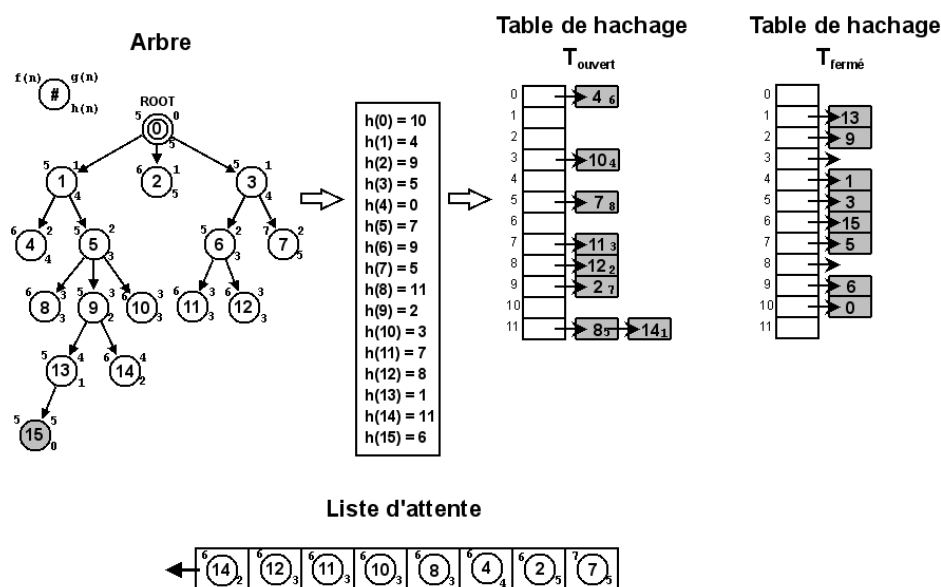 Arbre
f(n) g(n)
#
h(n)
ROOT
5 0 0
5
5 1 1
4
6 2 1
5
5 3 1
4
6 4 2
4
5 5 2
3
5 6 2
3
7 7 2
5
6 8 3
3
5 9 3
2
6 10 3
3
6 11 3
3
6 12 3
3
5 13 4
1
6 14 4
2
5 15 5
0
h(0) = 10
h(1) = 4
h(2) = 9
h(3) = 5
h(4) = 0
h(5) = 7
h(6) = 9
h(7) = 5
h(8) = 11
h(9) = 2
h(10) = 3
h(11) = 7
h(12) = 8
h(13) = 1
h(14) = 11
h(15) = 6
Table de hachage
T ouvert
0 4 6
1
2
3 10 4
4
5 7 8
6
7 11 3
8 12 2
9 2 7
10
11 8 5 14 1
Table de hachage
T fermé
0
1 13
2 9
3
4 1
5 3
6 15
7 5
8
9 6
10 0
11
Liste d'attente
6 14 2 6 12 3 6 11 3 6 10 3 6 8 3 6 4 4 6 2 5 7 7 5